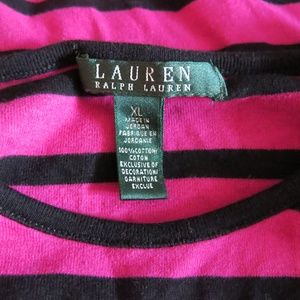 LAUREN
RALPH LAUREN
XL
MADE IN
JORDAN
FABRIQUE EN
JORDANIE
100%COTTON/
COTON
EXCLUSIVE OF
DECORATION/
GARNITURE
EXCLUE